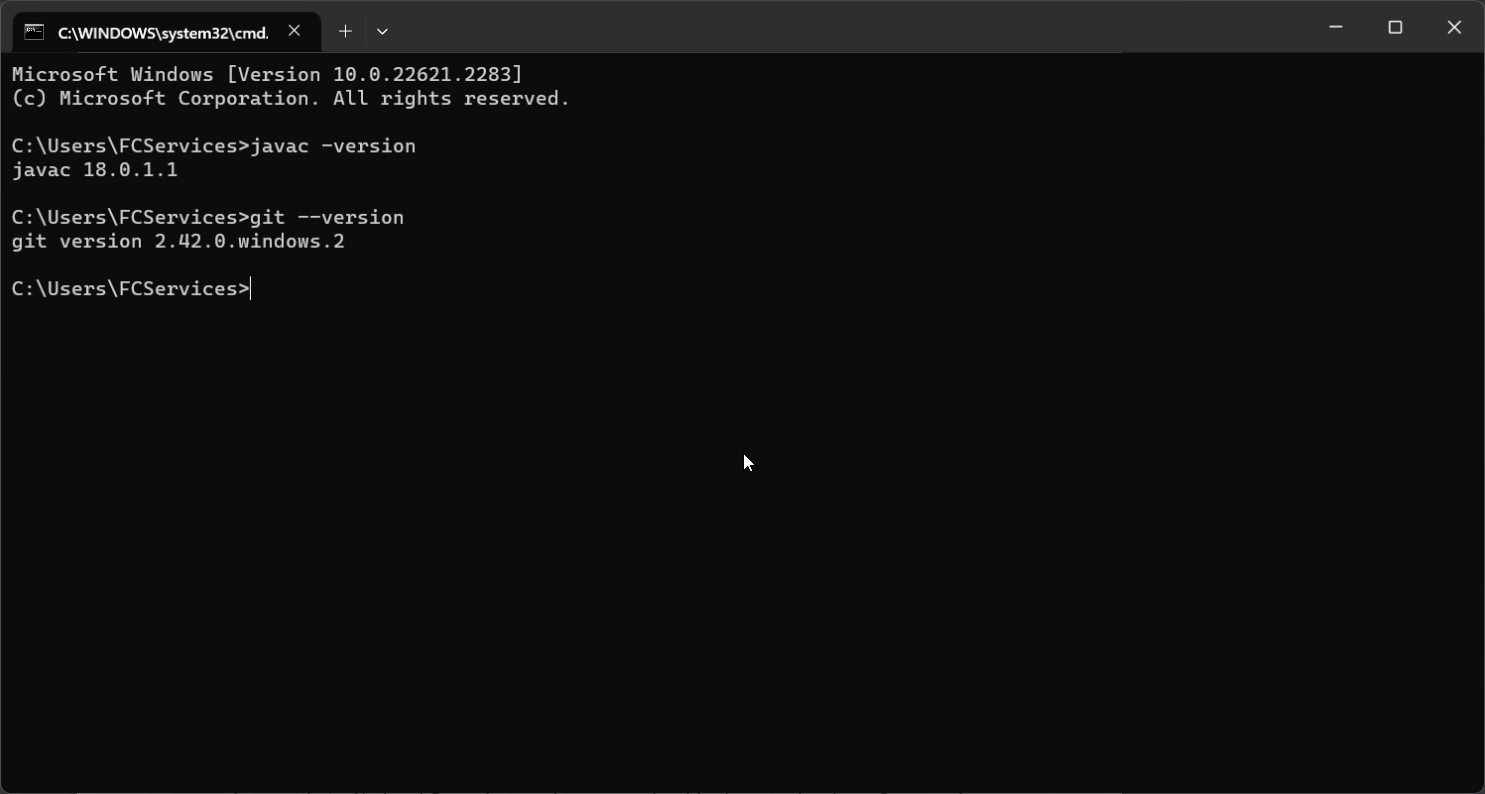 C:\WINDOWS\system32\cmd.
Microsoft Windows [Version 10.0.22621.2283]
(c) Microsoft Corporation. All rights reserved.
C:\Users\FCServices>javac -version
javac 18.0.1.1
C:\Users\FCServices>git --version
git version 2.42.0.windows.2
C:\Users\FCServices>